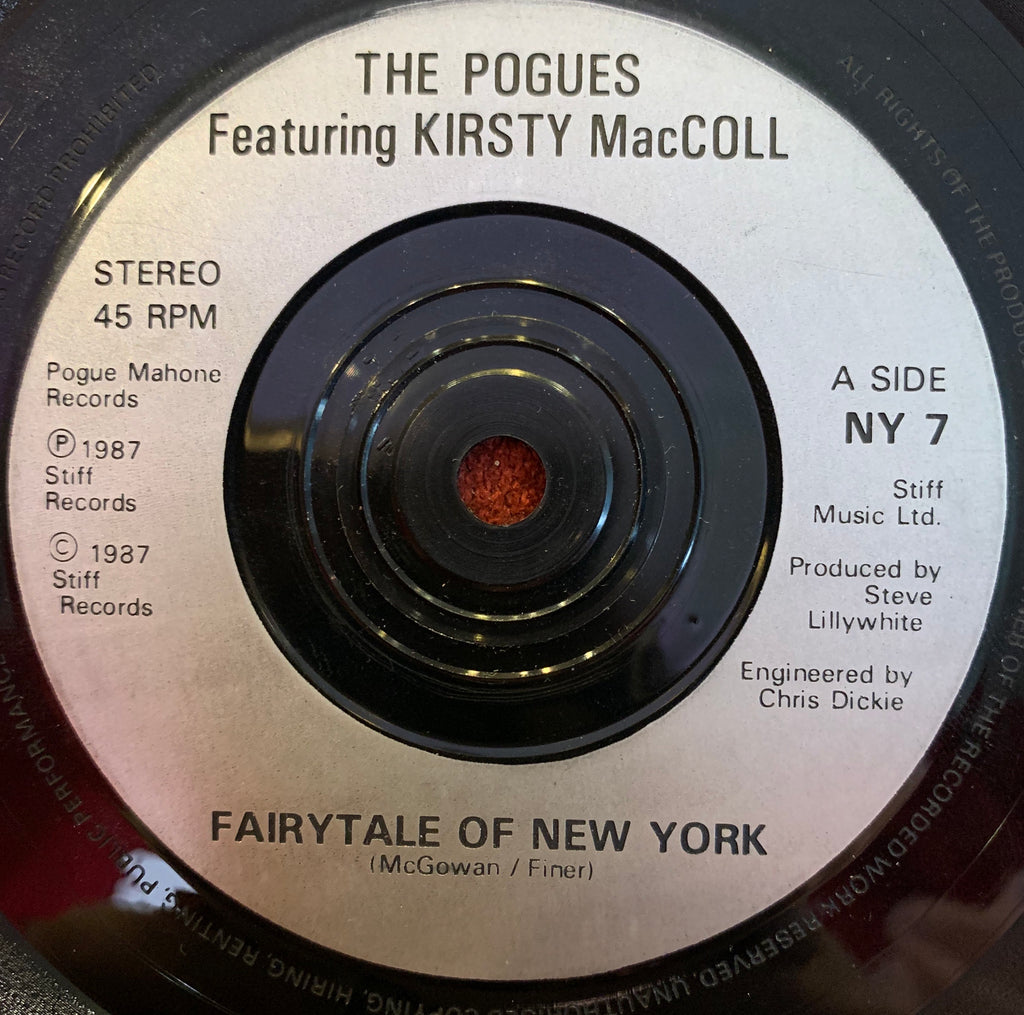 THE POGUES
Featuring KIRSTY MacCOLL
STEREO
45 RPM
Pogue Mahone
Records
Ⓟ 1987
Stiff
Records
© 1987
Stiff
Records
A SIDE
NY 7
Stiff
Music Ltd.
Produced by
Steve
Lillywhite
Engineered by
Chris Dickie
FAIRYTALE OF NEW YORK
(McGowan / Finer)
ALL RIGHTS OF THE PRODUC
OF THE RECORDED WORK RESERVED. UNAUTHORISED COPYING, HIRING, RENTING, PUBLIC PERFORMANCE
RECORD PROHIBITED